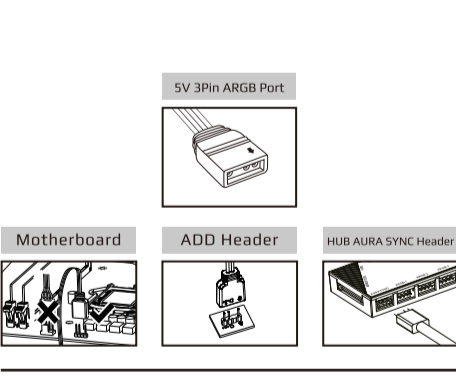 5V 3Pin ARGB Port
Motherboard
ADD Header
HUB AURA SYNC Header